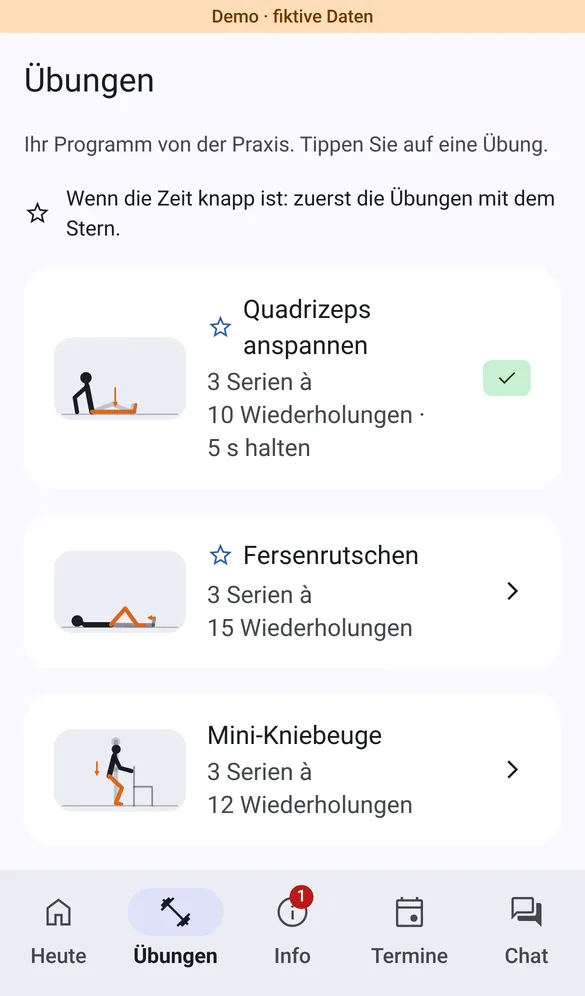 Demo · fiktive Daten
Übungen
Ihr Programm von der Praxis. Tippen Sie auf eine Übung.
Wenn die Zeit knapp ist: zuerst die Übungen mit dem
Stern.
Quadrizeps
anspannen
3 Serien à
10 Wiederholungen ·
5 s halten
Fersenrutschen
3 Serien à
15 Wiederholungen
Mini-Kniebeuge
3 Serien à
12 Wiederholungen
1
Heute
Übungen
Info
Termine
Chat